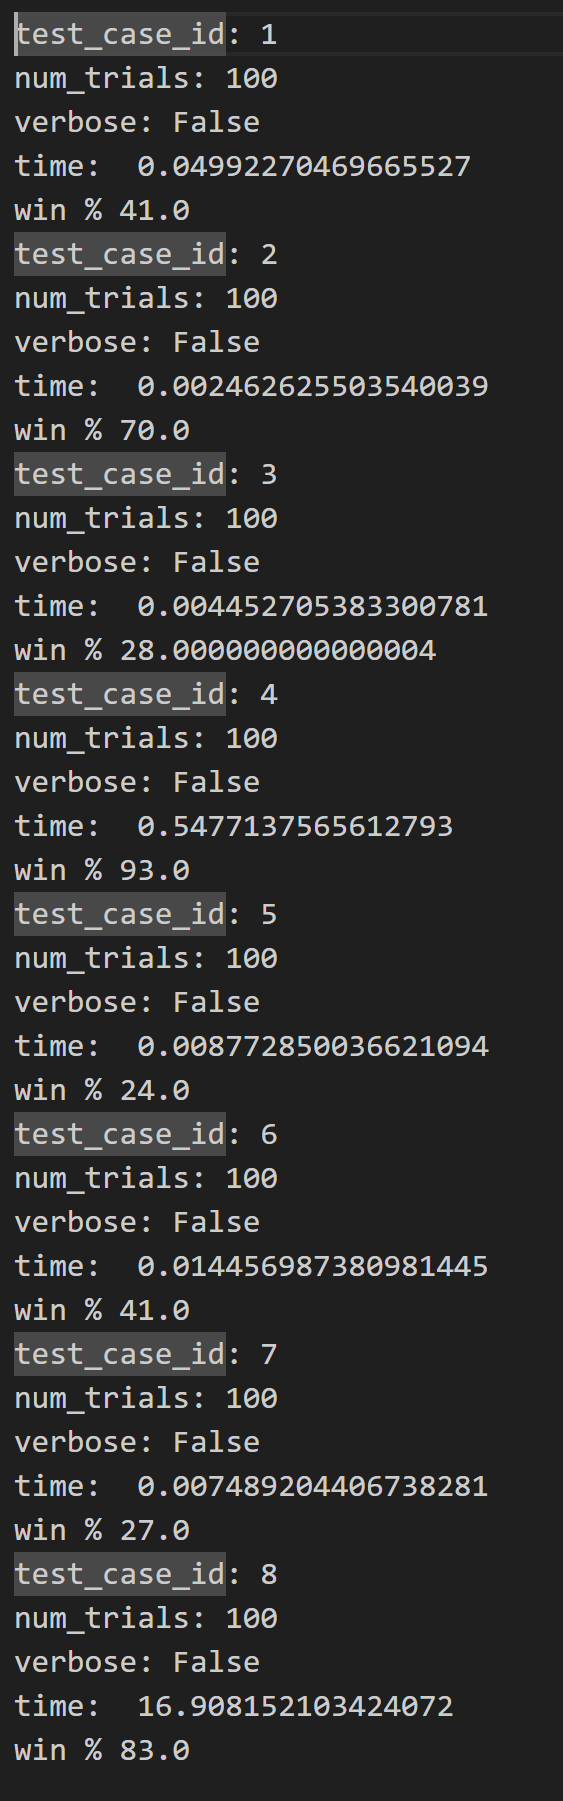 test_case_id: 1
num_trials: 100
verbose: False
time:  0.04992270469665527
win % 41.0
test_case_id: 2
num_trials: 100
verbose: False
time:  0.002462625503540039
win % 70.0
test_case_id: 3
num_trials: 100
verbose: False
time:  0.004452705383300781
win % 28.000000000000004
test_case_id: 4
num_trials: 100
verbose: False
time:  0.5477137565612793
win % 93.0
test_case_id: 5
num_trials: 100
verbose: False
time:  0.008772850036621094
win % 24.0
test_case_id: 6
num_trials: 100
verbose: False
time:  0.014456987380981445
win % 41.0
test_case_id: 7
num_trials: 100
verbose: False
time:  0.007489204406738281
win % 27.0
test_case_id: 8
num_trials: 100
verbose: False
time:  16.908152103424072
win % 83.0